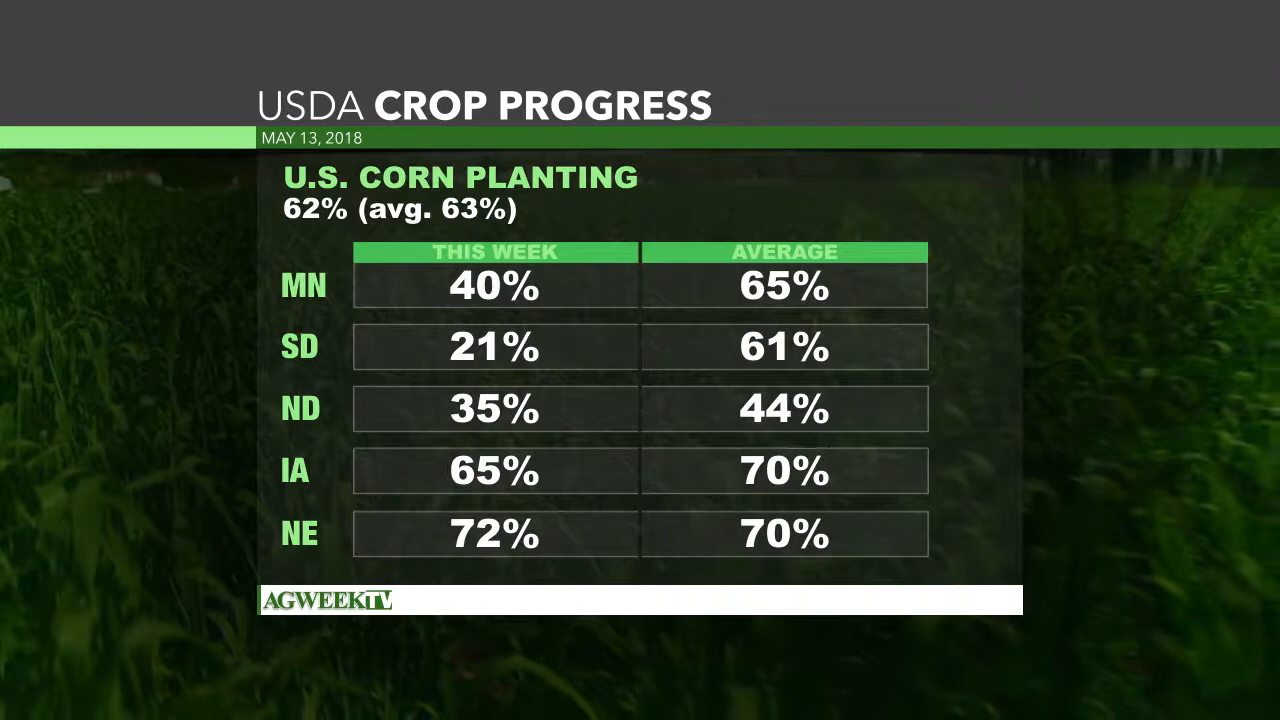 USDA CROP PROGRESS
MAY 13, 2018
U.S. CORN PLANTING
62% (avg. 63%)
THIS WEEK AVERAGE
MN 40% 65%
SD 21% 61%
ND 35% 44%
IA 65% 70%
NE 72% 70%
AGWEEKTV